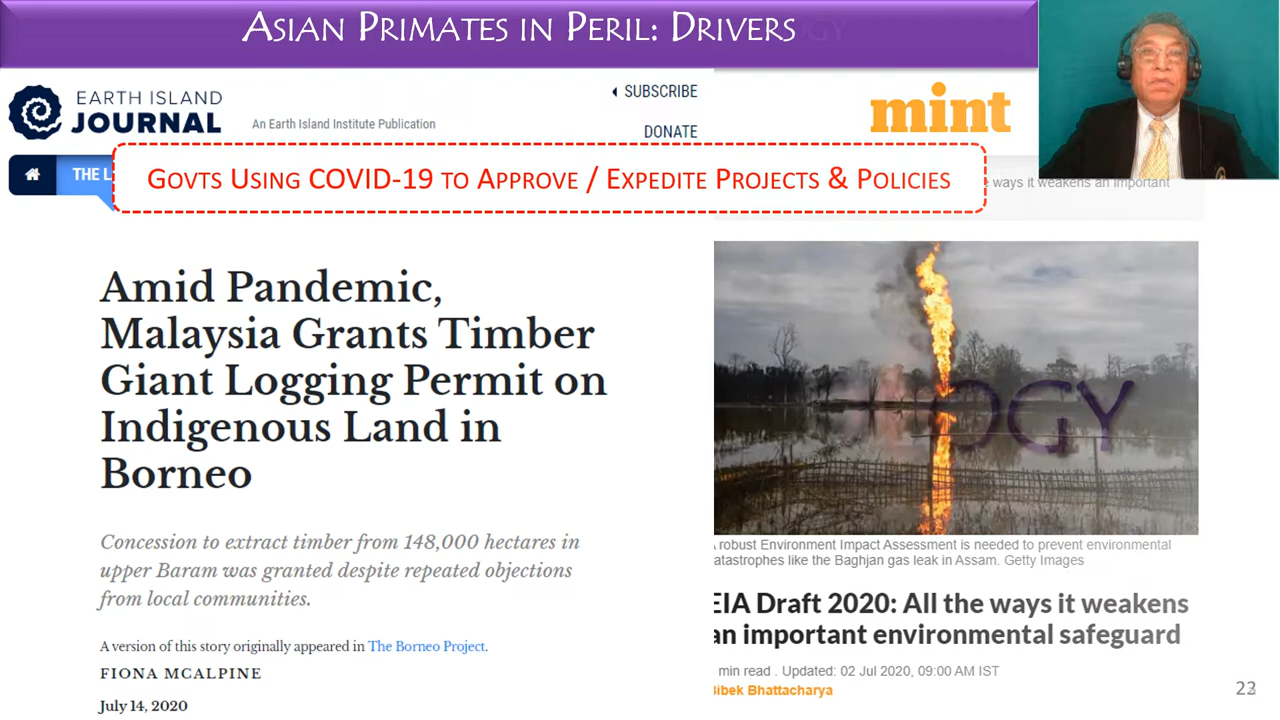 ASIAN PRIMATES IN PERIL: DRIVERS
EARTH ISLAND
JOURNAL
An Earth Island Institute Publication
SUBSCRIBE
DONATE
mint
THE L
GOVTS USING COVID-19 TO APPROVE / EXPEDITE PROJECTS & POLICIES
ways it weakens an important
Amid Pandemic,
Malaysia Grants Timber
Giant Logging Permit on
Indigenous Land in
Borneo
Concession to extract timber from 148,000 hectares in
upper Baram was granted despite repeated objections
from local communities.
A version of this story originally appeared in The Borneo Project.
FIONA MCALPINE
July 14, 2020
OGY
robust Environment Impact Assessment is needed to prevent environmental
atastrophes like the Baghjan gas leak in Assam. Getty Images
EIA Draft 2020: All the ways it weakens
an important environmental safeguard
min read . Updated: 02 Jul 2020, 09:00 AM IST
Bibek Bhattacharya